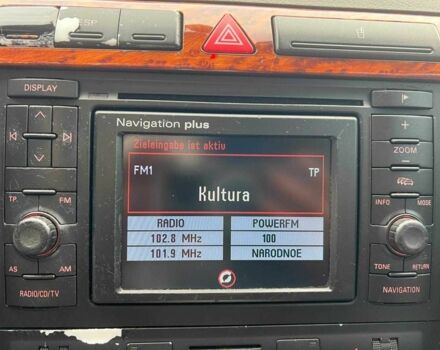 ESP
DISPLAY
Navigation plus
Zieleingabe ist aktiv
FM1 TP
Kultura
RADIO POWERFM
102.8 MHz 100
101.9 MHz NARODNOE
TP FM
AS AM
RADIO/CD/TV
+
ZOOM
−
INFO MODE
TONE RETURN
NAVIGATION